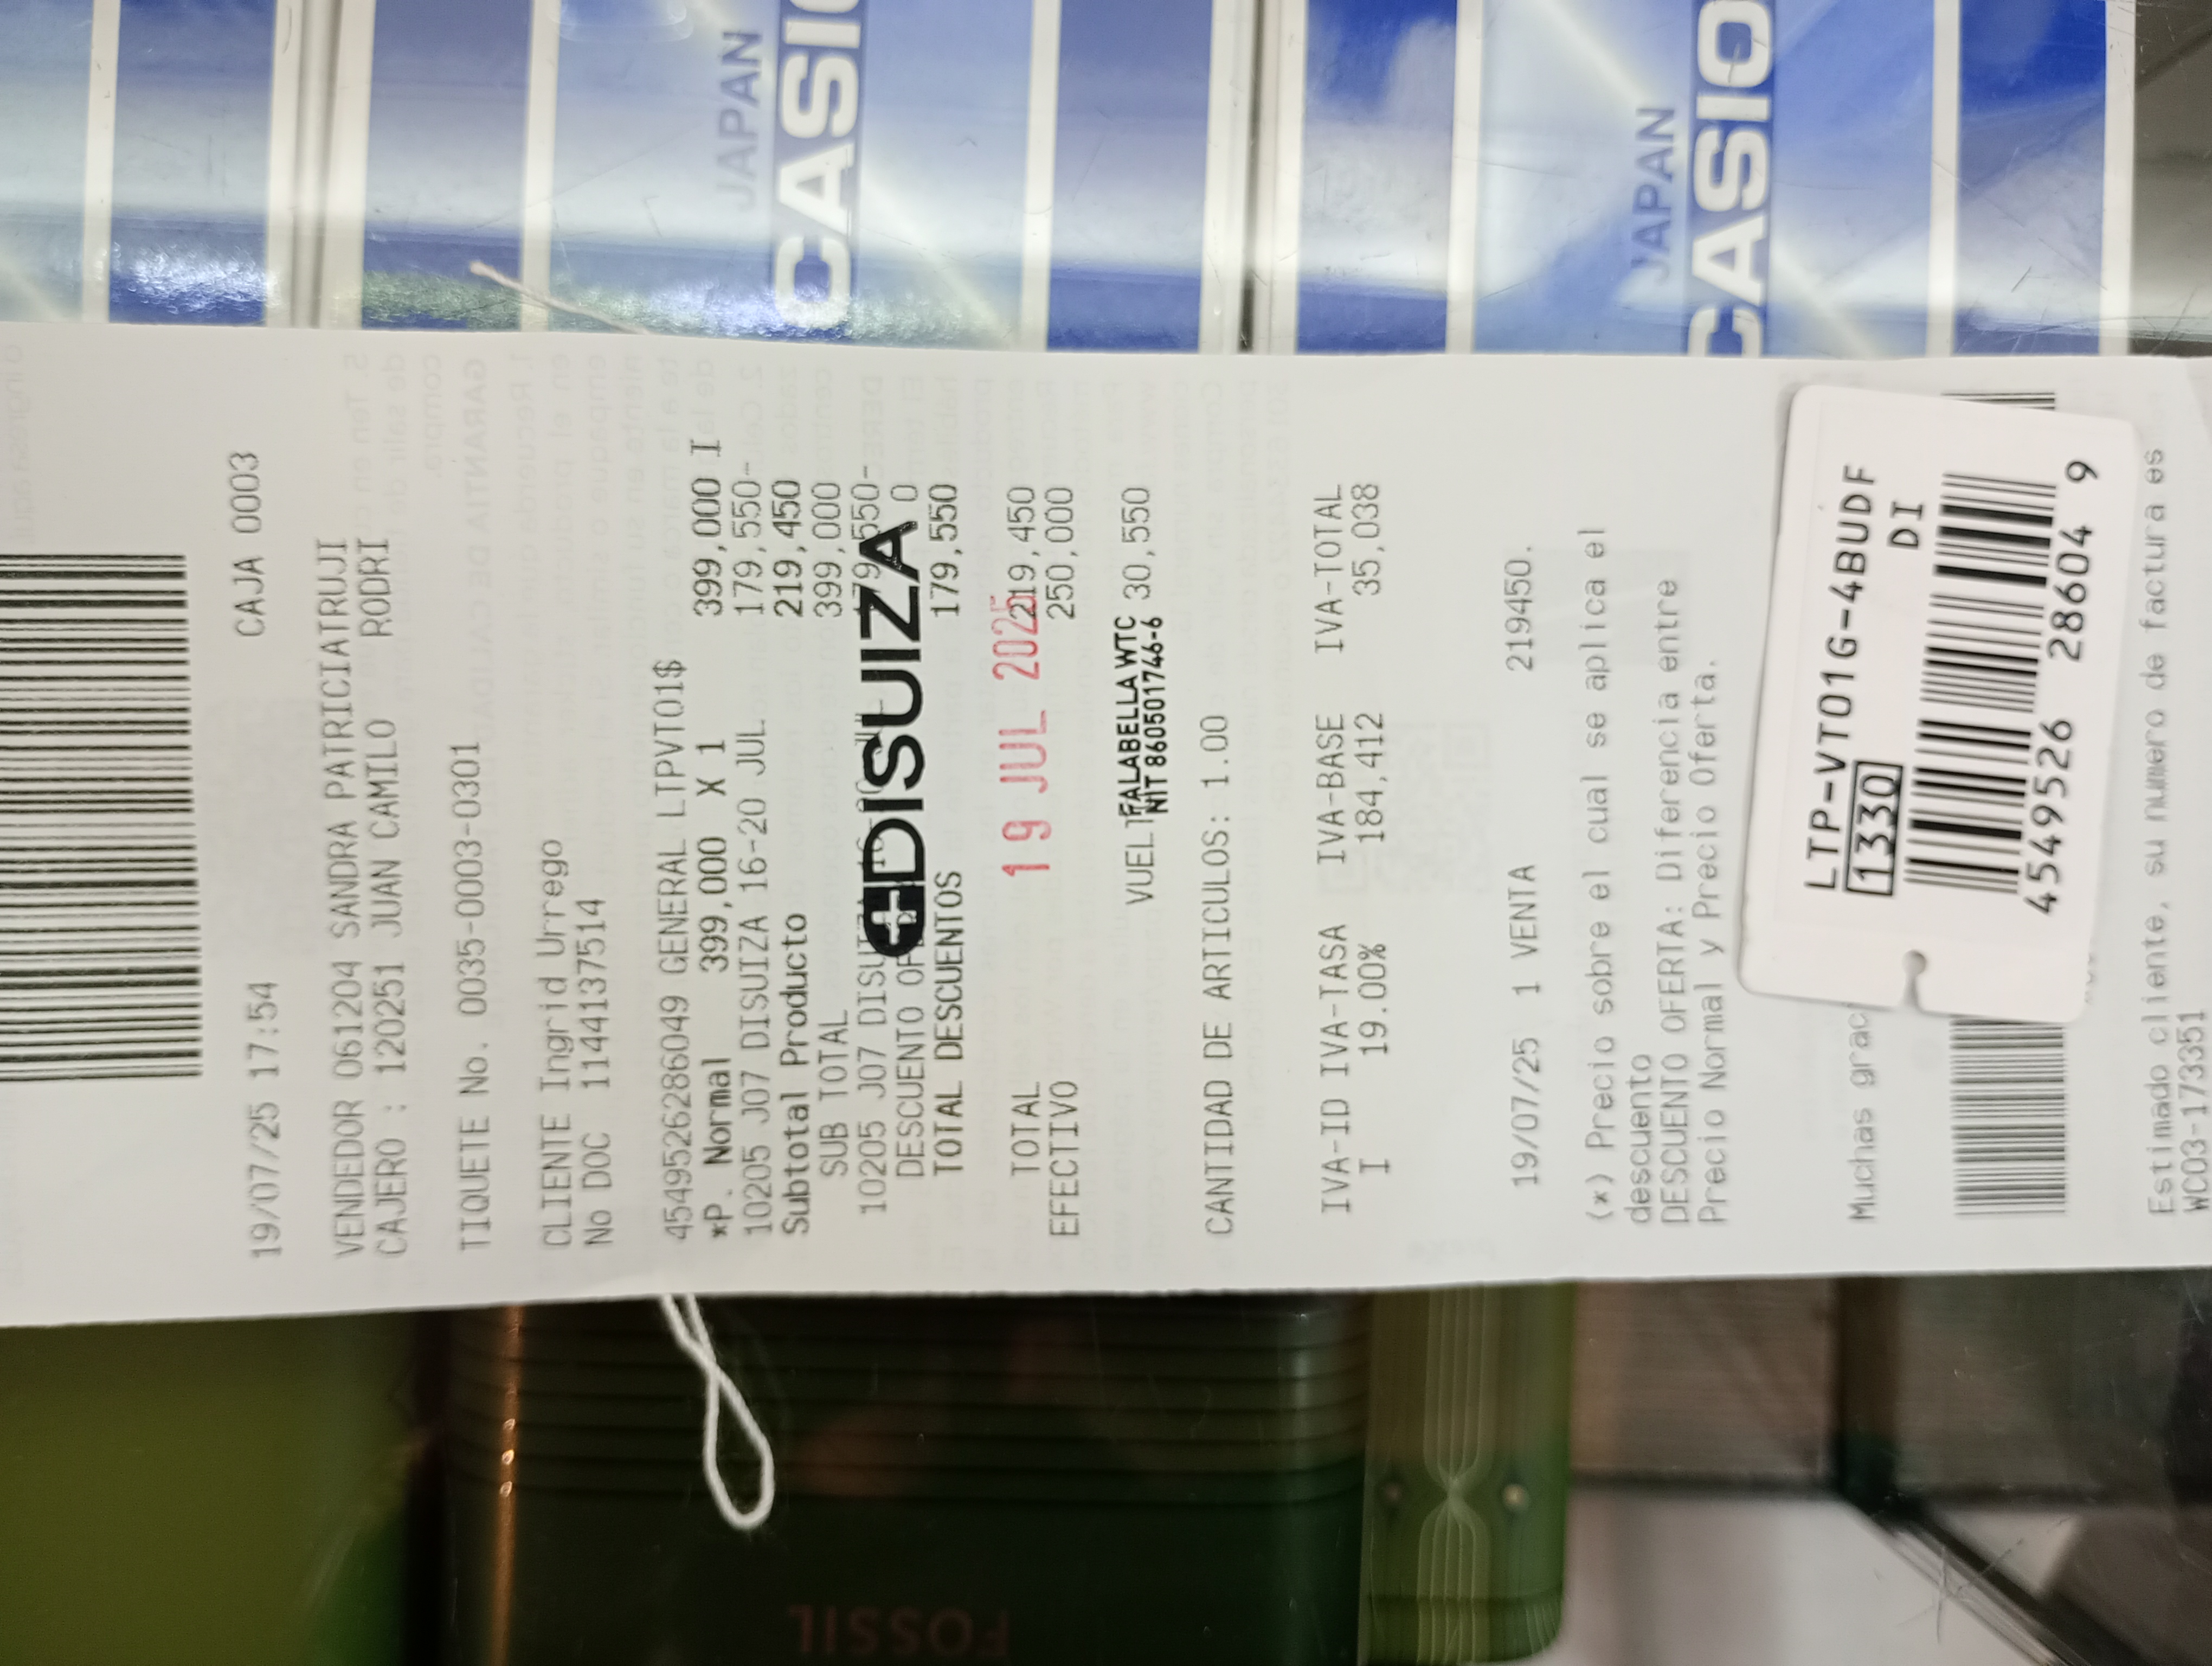 19/07/25 17:54 CAJA 0003
VENDEDOR 061204 SANDRA PATRICIATRUJI
CAJERO : 120251 JUAN CAMILO RODRI
TIQUETE No. 0035-0003-0301
CLIENTE Ingrid Urrego
No DOC 1144137514
4549526286049 GENERAL LTPVT01$
*P. Normal 399,000 X 1 399,000 I
10205 J07 DISUIZA 16-20 JUL 179,550-
Subtotal Producto 219,450
SUB TOTAL 399,000
10205 J07 DISUIZA 179,550-
DESCUENTO 0
TOTAL DESCUENTOS 179,550
DISUIZA
19 JUL 2025
TOTAL 219,450
EFECTIVO 250,000
FALABELLA WTC
NIT 860501746-6
30,550
CANTIDAD DE ARTICULOS: 1.00
IVA-ID IVA-TASA IVA-BASE IVA-TOTAL
I 19.00% 184,412 35,038
19/07/25 1 VENTA 219450.
(*) Precio sobre el cual se aplica el
descuento
DESCUENTO OFERTA: Diferencia entre
Precio Normal y Precio Oferta.
Muchas
LTP-VT01G-4BUDF
1330 DI
4549526 28604 9
Estimado cliente, su numero de factura es
WC03-173351
JAPAN
CASIO
JAPAN
CASIO
FOSSIL